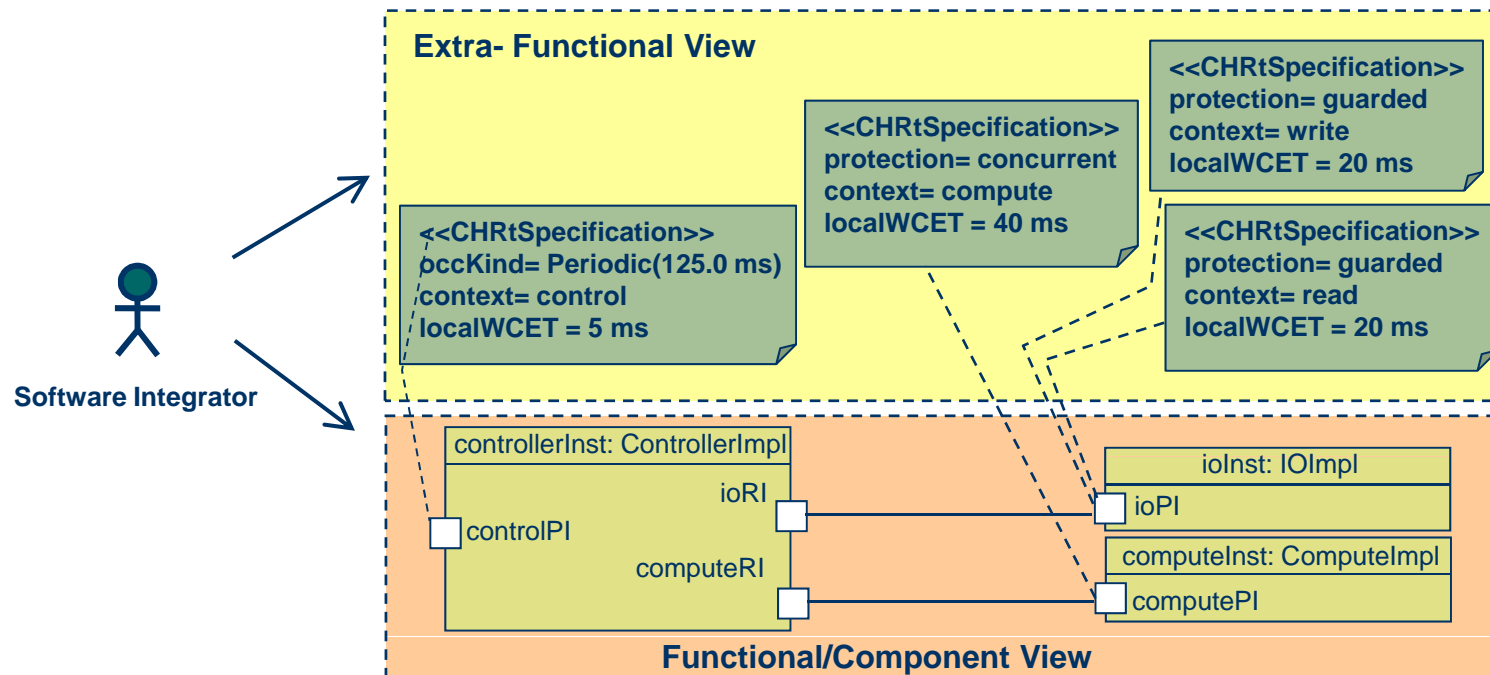 Extra- Functional View
<<CHRtSpecification>>
protection= guarded
context= write
localWCET = 20 ms
<<CHRtSpecification>>
protection= concurrent
context= compute
localWCET = 40 ms
<<CHRtSpecification>>
protection= guarded
context= read
localWCET = 20 ms
<<CHRtSpecification>>
occKind= Periodic(125.0 ms)
context= control
localWCET = 5 ms
Software Integrator
controllerInst: ControllerImpl
ioRI
controlPI
computeRI
ioInst: IOImpl
ioPI
computeInst: ComputeImpl
computePI
Functional/Component View